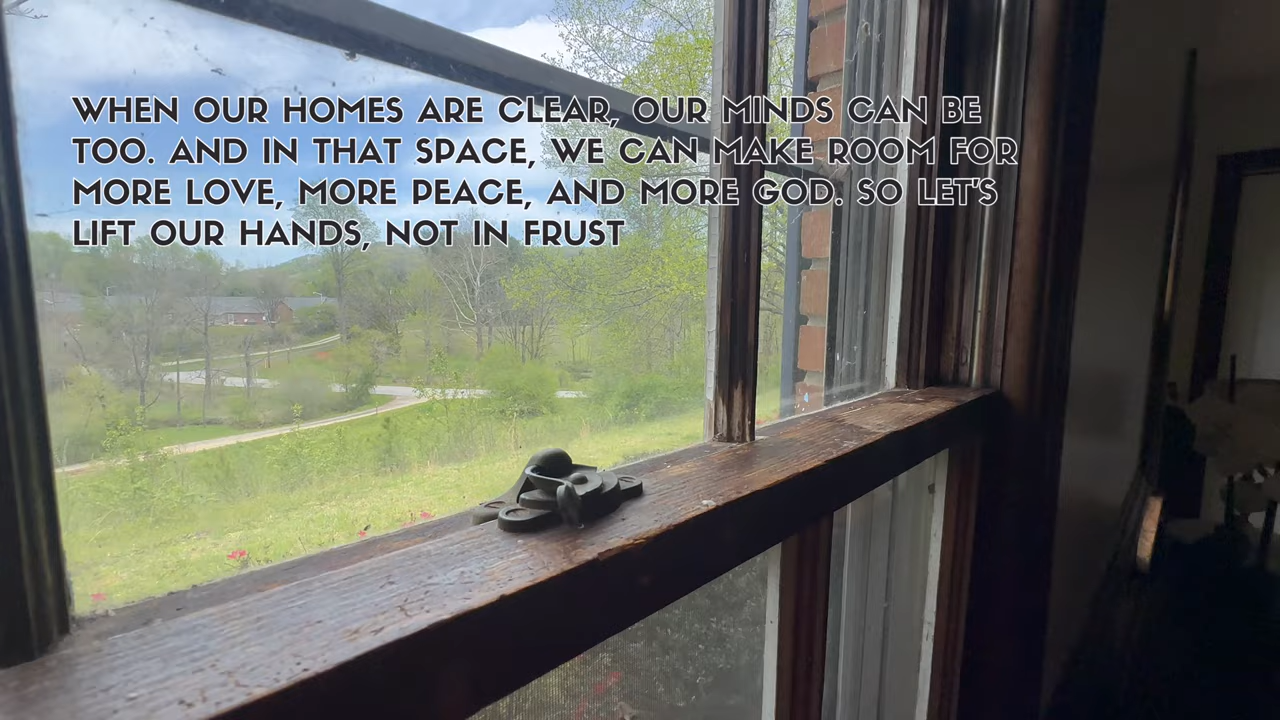 WHEN OUR HOMES ARE CLEAR, OUR MINDS CAN BE
TOO. AND IN THAT SPACE, WE CAN MAKE ROOM FOR
MORE LOVE, MORE PEACE, AND MORE GOD. SO LET'S
LIFT OUR HANDS, NOT IN FRUST